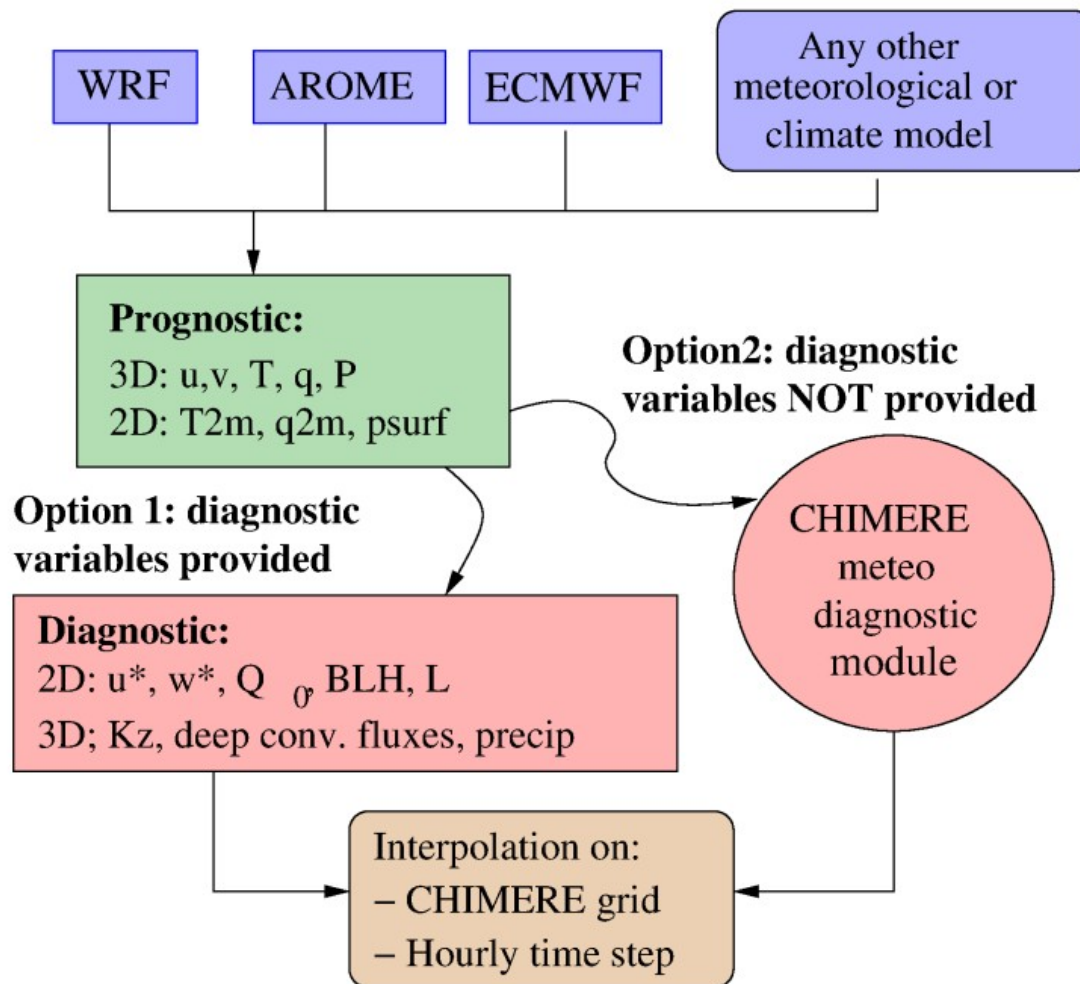 WRF
AROME
ECMWF
Any other
meteorological or
climate model
Prognostic:
3D: u,v, T, q, P
2D: T2m, q2m, psurf
Option2: diagnostic
variables NOT provided
Option 1: diagnostic
variables provided
CHIMERE
meteo
diagnostic
module
Diagnostic:
2D: u*, w*, Q 0, BLH, L
3D; Kz, deep conv. fluxes, precip
Interpolation on:
– CHIMERE grid
– Hourly time step